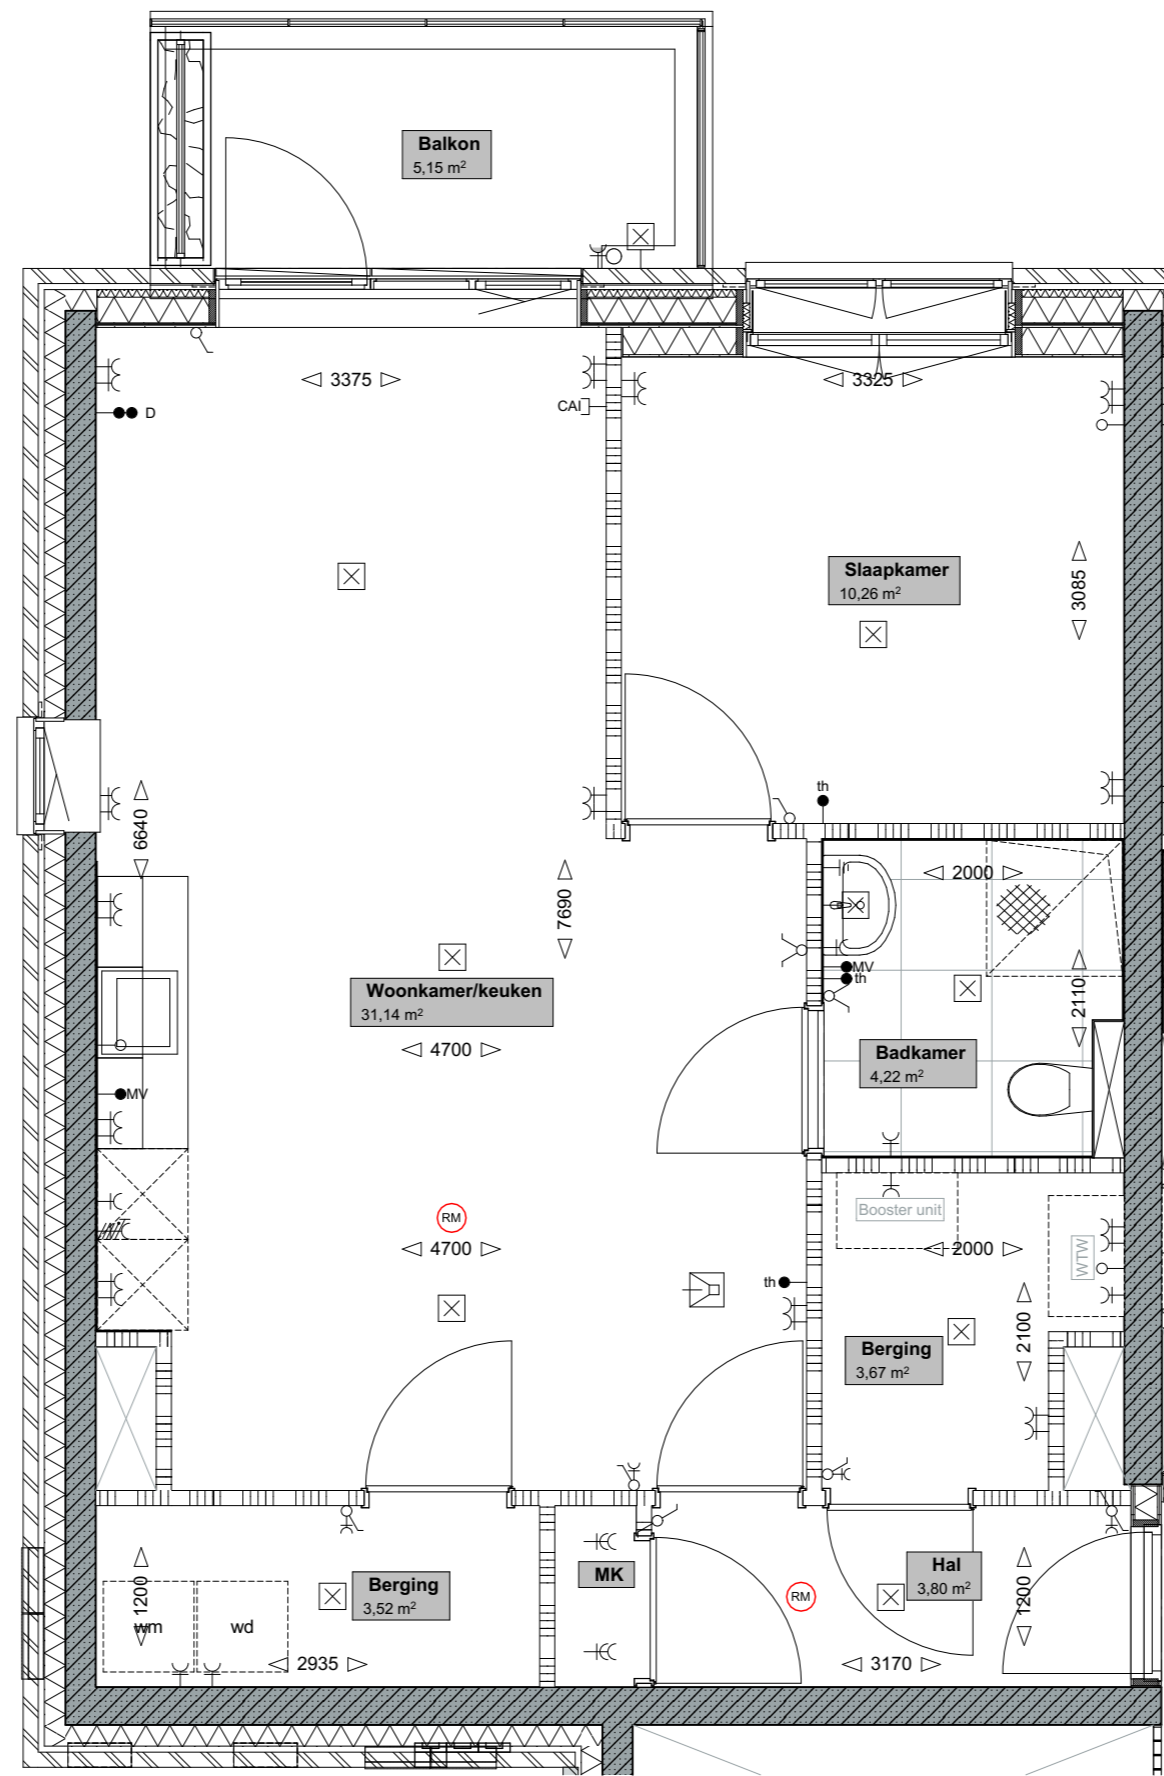 Balkon
5,15 m²
3375
3325
D
CAI
Slaapkamer
10,26 m²
3085
th
6640
7690
2000
MV
th
2110
Woonkamer/keuken
31,14 m²
4700
Badkamer
4,22 m²
MV
RM
4700
Booster unit
2000
WTW
th
2100
Berging
3,67 m²
MK
Hal
3,80 m²
Berging
3,52 m²
RM
1200
1200
wm
wd
2935
3170